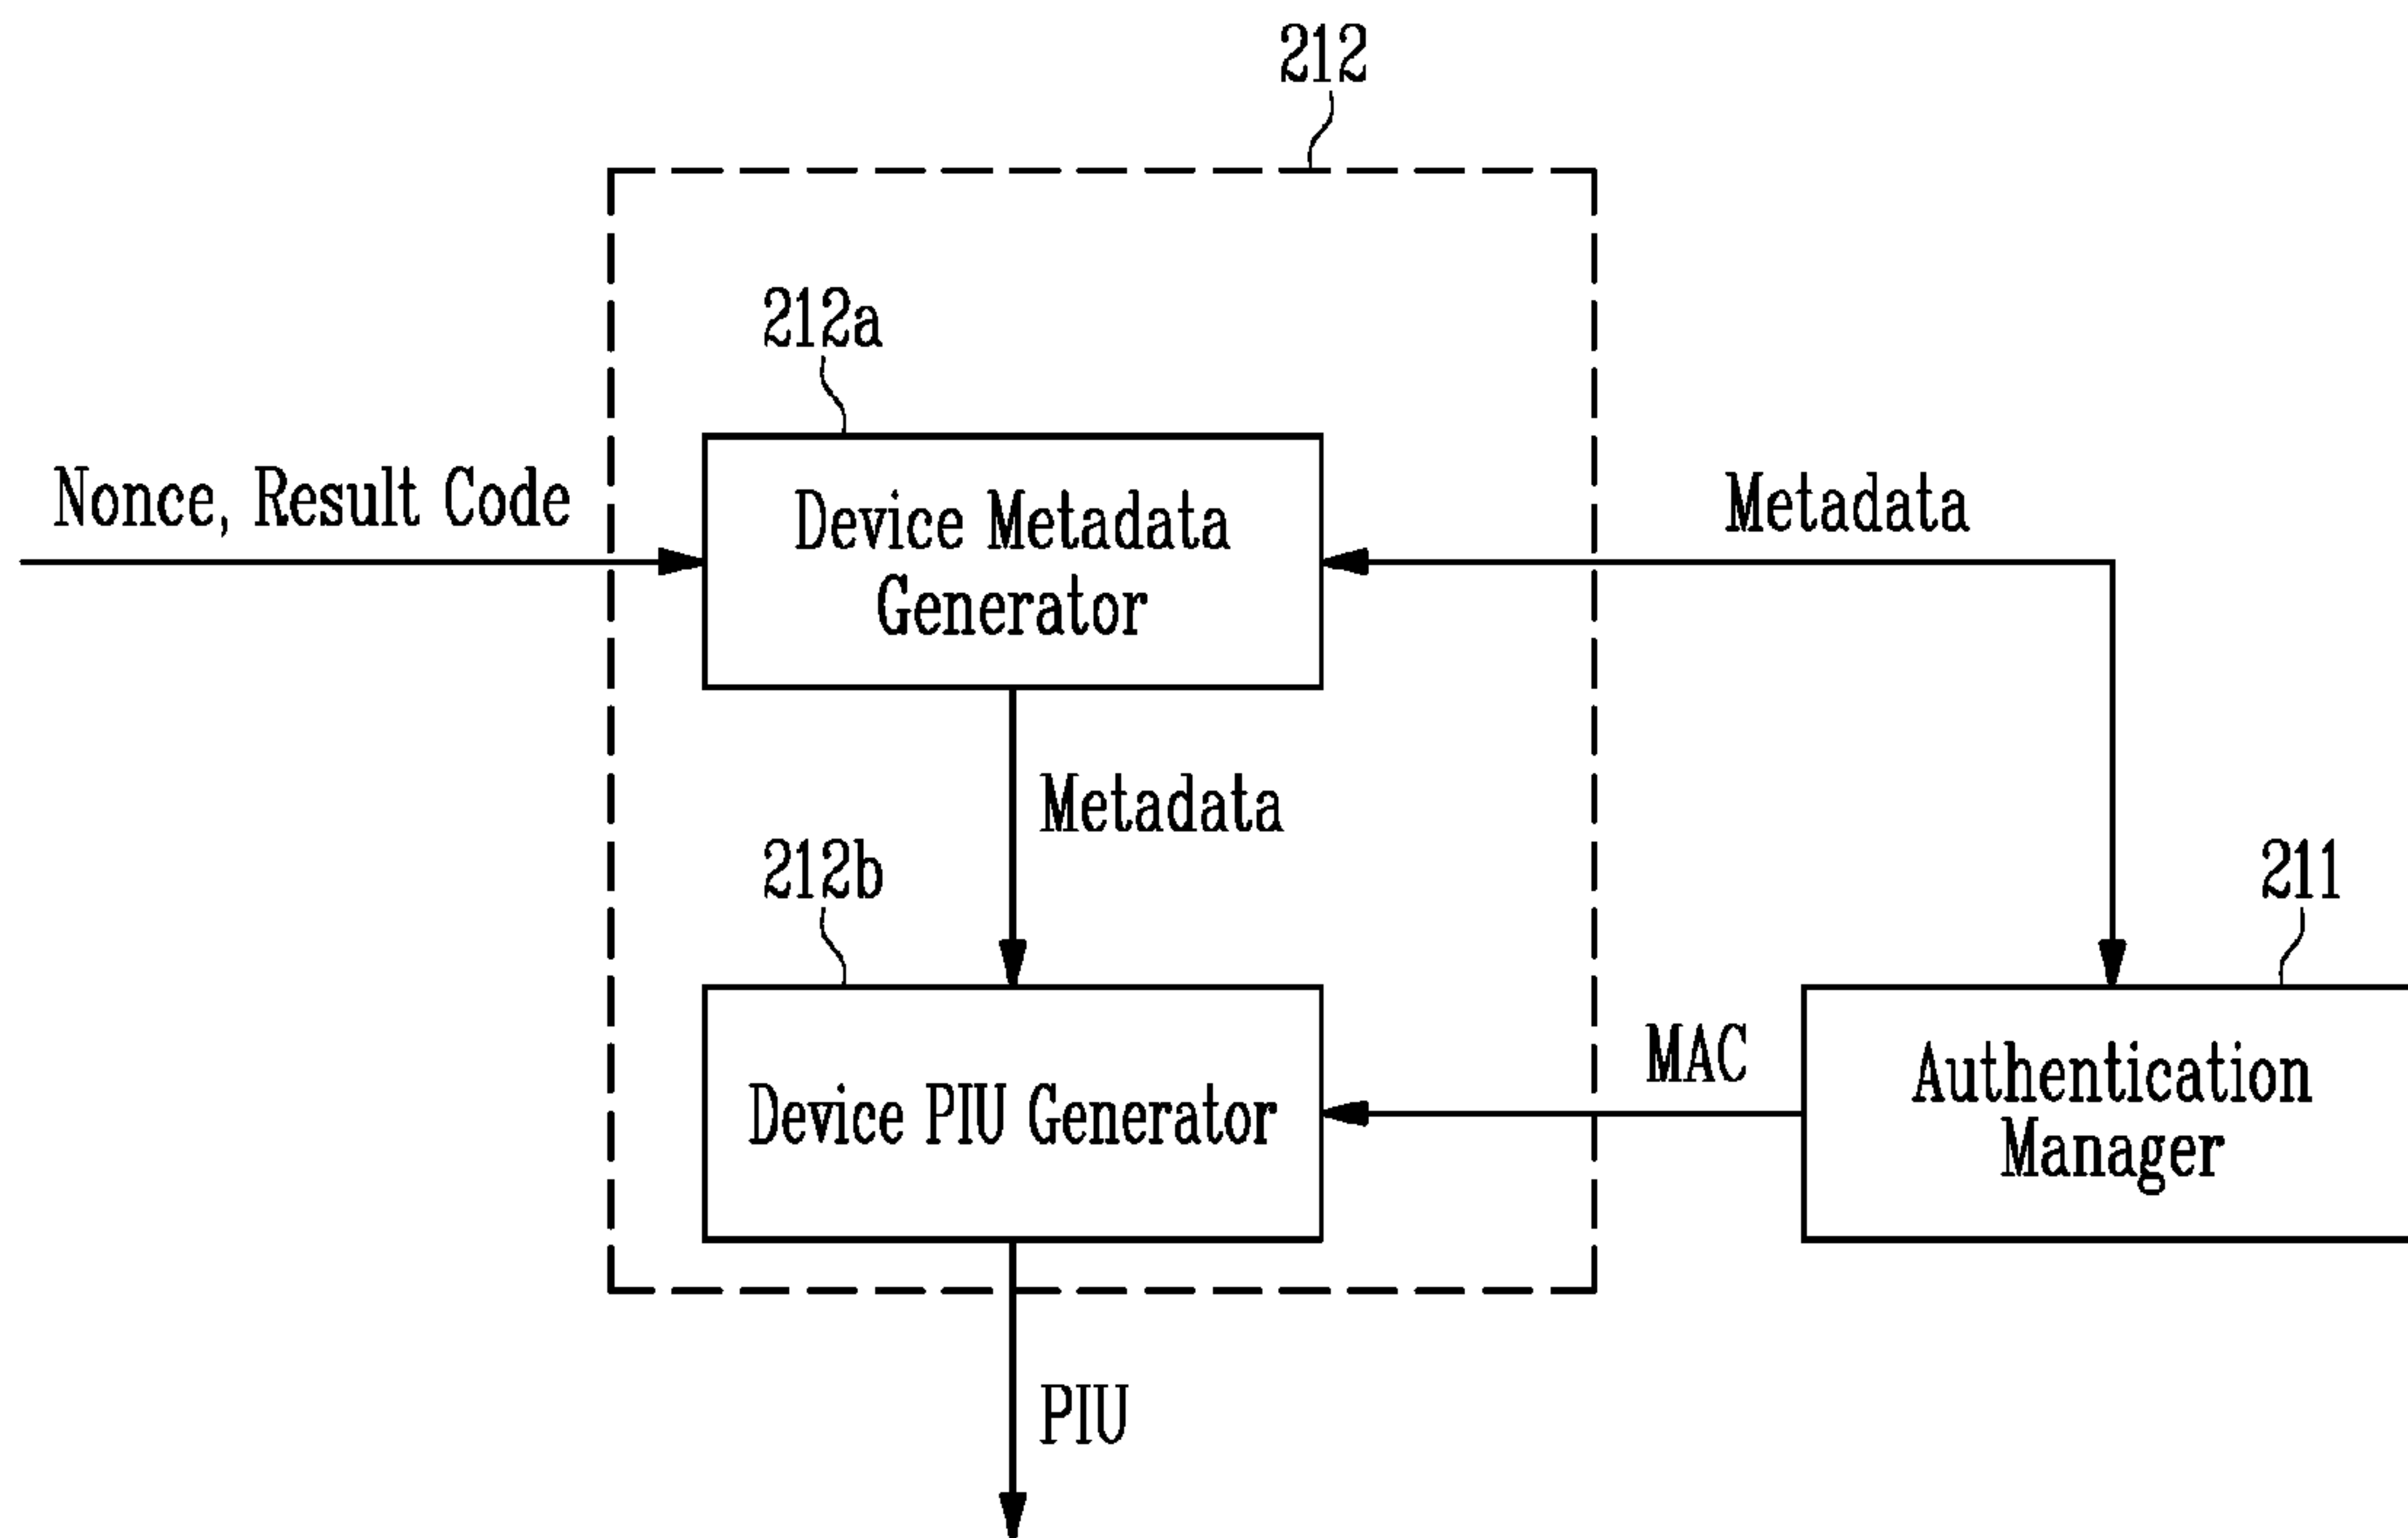 212
212a
Nonce, Result Code
Device Metadata
Generator
Metadata
Metadata
212b
211
Device PIU Generator
MAC
Authentication
Manager
PIU